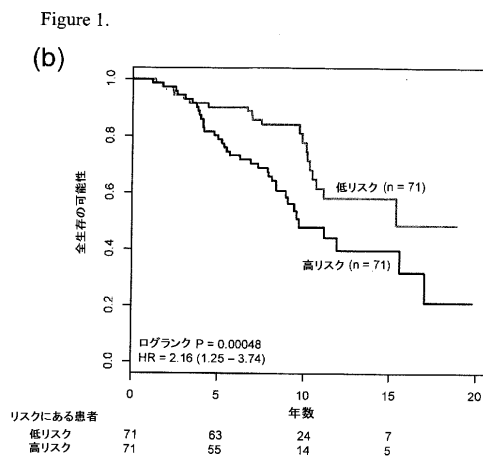 Figure 1.
(b)
全生存の可能性
1.0
0.8
0.6
0.4
0.2
0.0
低リスク (n = 71)
高リスク (n = 71)
ログランク P = 0.00048
HR = 2.16 (1.25 – 3.74)
0 5 10 15 20
年数
リスクにある患者
低リスク 71 63 24 7
高リスク 71 55 14 5